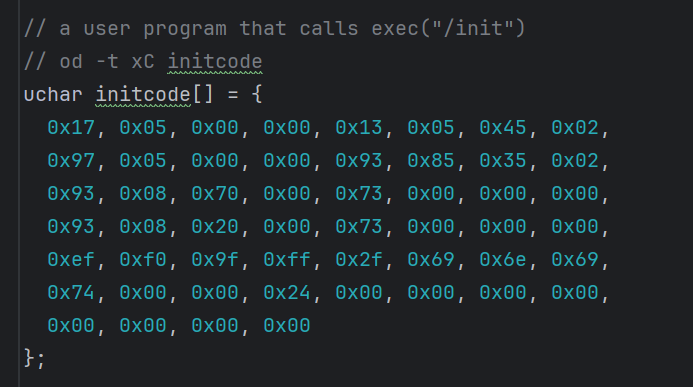 // a user program that calls exec("/init")
// od -t xC initcode
uchar initcode[] = {
  0x17, 0x05, 0x00, 0x00, 0x13, 0x05, 0x45, 0x02,
  0x97, 0x05, 0x00, 0x00, 0x93, 0x85, 0x35, 0x02,
  0x93, 0x08, 0x70, 0x00, 0x73, 0x00, 0x00, 0x00,
  0x93, 0x08, 0x20, 0x00, 0x73, 0x00, 0x00, 0x00,
  0xef, 0xf0, 0x9f, 0xff, 0x2f, 0x69, 0x6e, 0x69,
  0x74, 0x00, 0x00, 0x24, 0x00, 0x00, 0x00, 0x00,
  0x00, 0x00, 0x00, 0x00
};